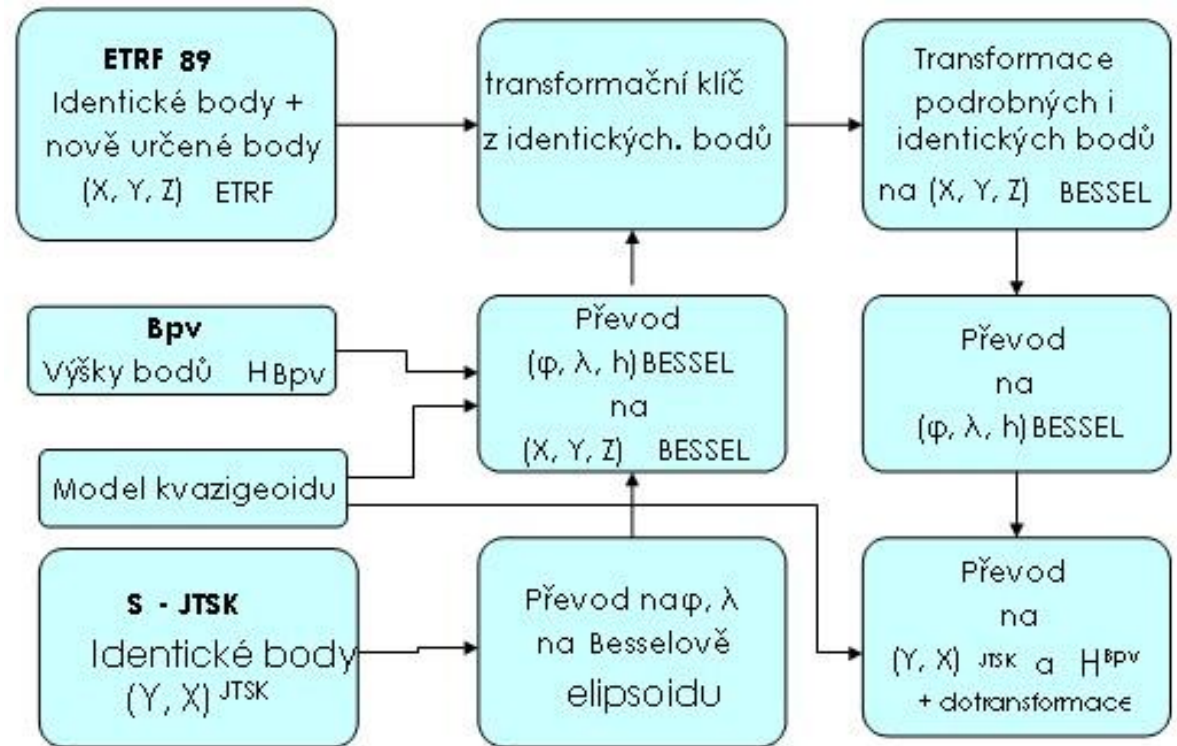 ETRF 89
Identické body +
nově určené body
(X, Y, Z) ETRF
transformační klíč
z identických. bodů
Transformace
podrobných i
identických bodů
na (X, Y, Z) BESSEL
Bpv
Výšky bodů H Bpv
Převod
(φ, λ, h) BESSEL
na
(X, Y, Z) BESSEL
Převod
na
(φ, λ, h) BESSEL
Model kvazigeoidu
S - JTSK
Identické body
(Y, X) JTSK
Převod naφ, λ
na Besselově
elipsoidu
Převod
na
(Y, X) JTSK a H Bpv
+ dotransformace